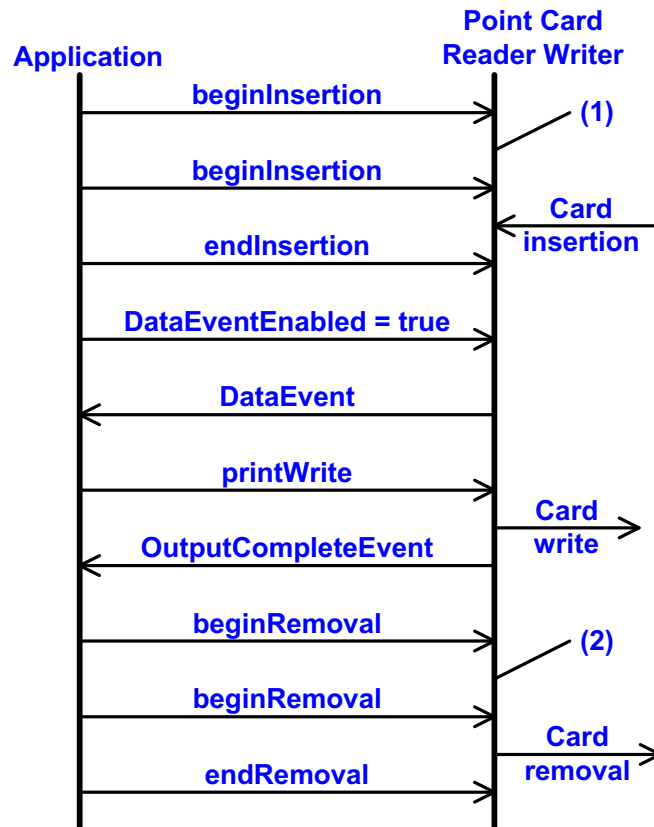 Point Card
Application
Reader Writer
beginInsertion
(1)
beginInsertion
Card
insertion
endInsertion
DataEventEnabled = true
DataEvent
printWrite
Card
write
OutputCompleteEvent
beginRemoval
(2)
beginRemoval
Card
removal
endRemoval